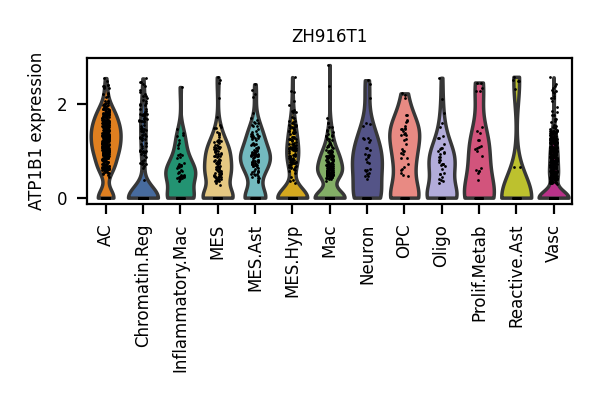 ZH916T1
ATP1B1 expression
2
0
AC
Chromatin.Reg
Inflammatory.Mac
MES
MES.Ast
MES.Hyp
Mac
Neuron
OPC
Oligo
Prolif.Metab
Reactive.Ast
Vasc